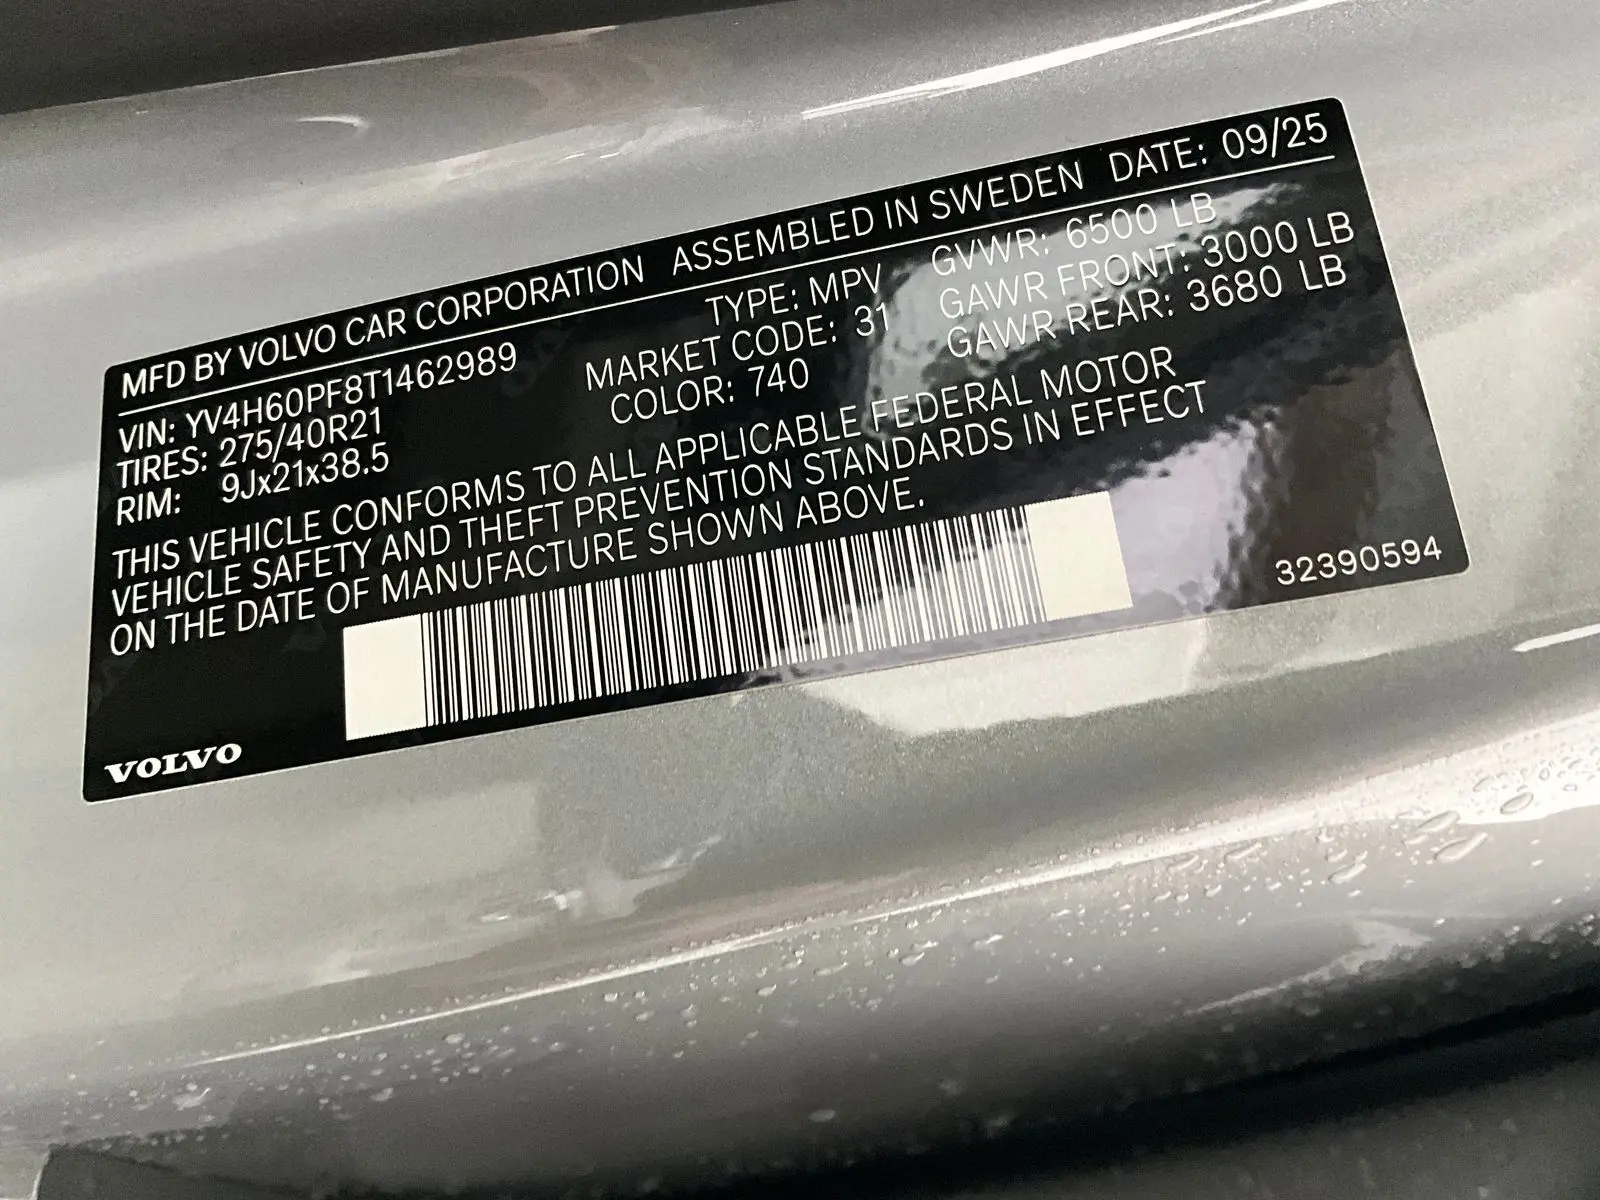 MFD BY VOLVO CAR CORPORATION ASSEMBLED IN SWEDEN DATE: 09/25
VIN: YV4H60PF8T1462989 TYPE: MPV GVWR: 6500 LB
TIRES: 275/40R21 MARKET CODE: 31 GAWR FRONT: 3000 LB
RIM: 9Jx21x38.5 COLOR: 740 GAWR REAR: 3680 LB
THIS VEHICLE CONFORMS TO ALL APPLICABLE FEDERAL MOTOR
VEHICLE SAFETY AND THEFT PREVENTION STANDARDS IN EFFECT
ON THE DATE OF MANUFACTURE SHOWN ABOVE.
32390594
VOLVO